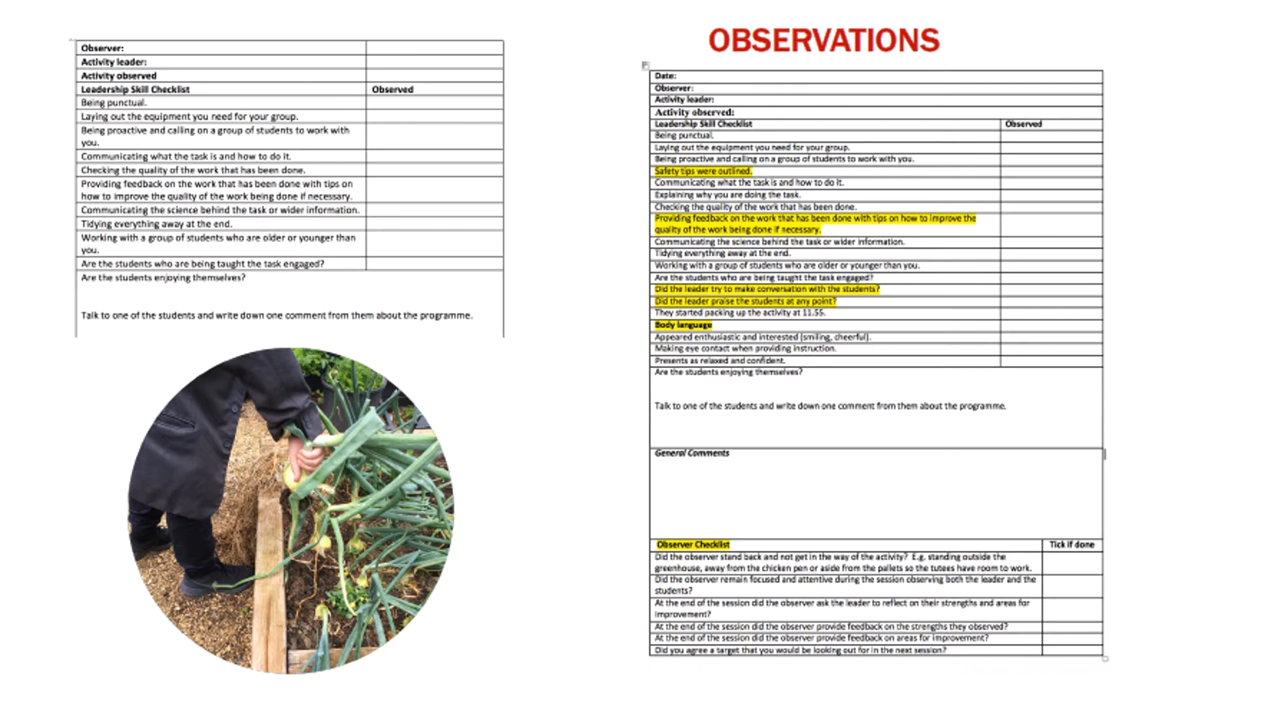 OBSERVATIONS
Observer:
Activity leader:
Activity observed
Leadership Skill Checklist Observed
Being punctual.
Laying out the equipment you need for your group.
Being proactive and calling on a group of students to work with
you.
Communicating what the task is and how to do it.
Checking the quality of the work that has been done.
Providing feedback on the work that has been done with tips on
how to improve the quality of the work being done if necessary.
Communicating the science behind the task or wider information.
Tidying everything away at the end.
Working with a group of students who are older or younger than
you.
Are the students who are being taught the task engaged?
Are the students enjoying themselves?
Talk to one of the students and write down one comment from them about the programme.
Date:
Observer:
Activity leader:
Activity observed:
Leadership Skill Checklist Observed
Being punctual.
Laying out the equipment you need for your group.
Being proactive and calling on a group of students to work with you.
Safety tips were outlined.
Communicating what the task is and how to do it.
Explaining why you are doing the task.
Checking the quality of the work that has been done.
Providing feedback on the work that has been done with tips on how to improve the
quality of the work being done if necessary.
Communicating the science behind the task or wider information.
Tidying everything away at the end.
Working with a group of students who are older or younger than you.
Are the students who are being taught the task engaged?
Did the leader try to make conversation with the students?
Did the leader praise the students at any point?
They started packing up the activity at 11.55.
Body language
Appeared enthusiastic and interested (smiling, cheerful).
Making eye contact when providing instruction.
Presents as relaxed and confident.
Are the students enjoying themselves?
Talk to one of the students and write down one comment from them about the programme.
General Comments
Observer Checklist Tick if done
Did the observer stand back and not get in the way of the activity? E.g. standing outside the
greenhouse, away from the chicken pen or aside from the pallets so the tutees have room to work.
Did the observer remain focused and attentive during the session observing both the leader and the
students?
At the end of the session did the observer ask the leader to reflect on their strengths and areas for
improvement?
At the end of the session did the observer provide feedback on the strengths they observed?
At the end of the session did the observer provide feedback on areas for improvement?
Did you agree a target that you would be looking out for in the next session?